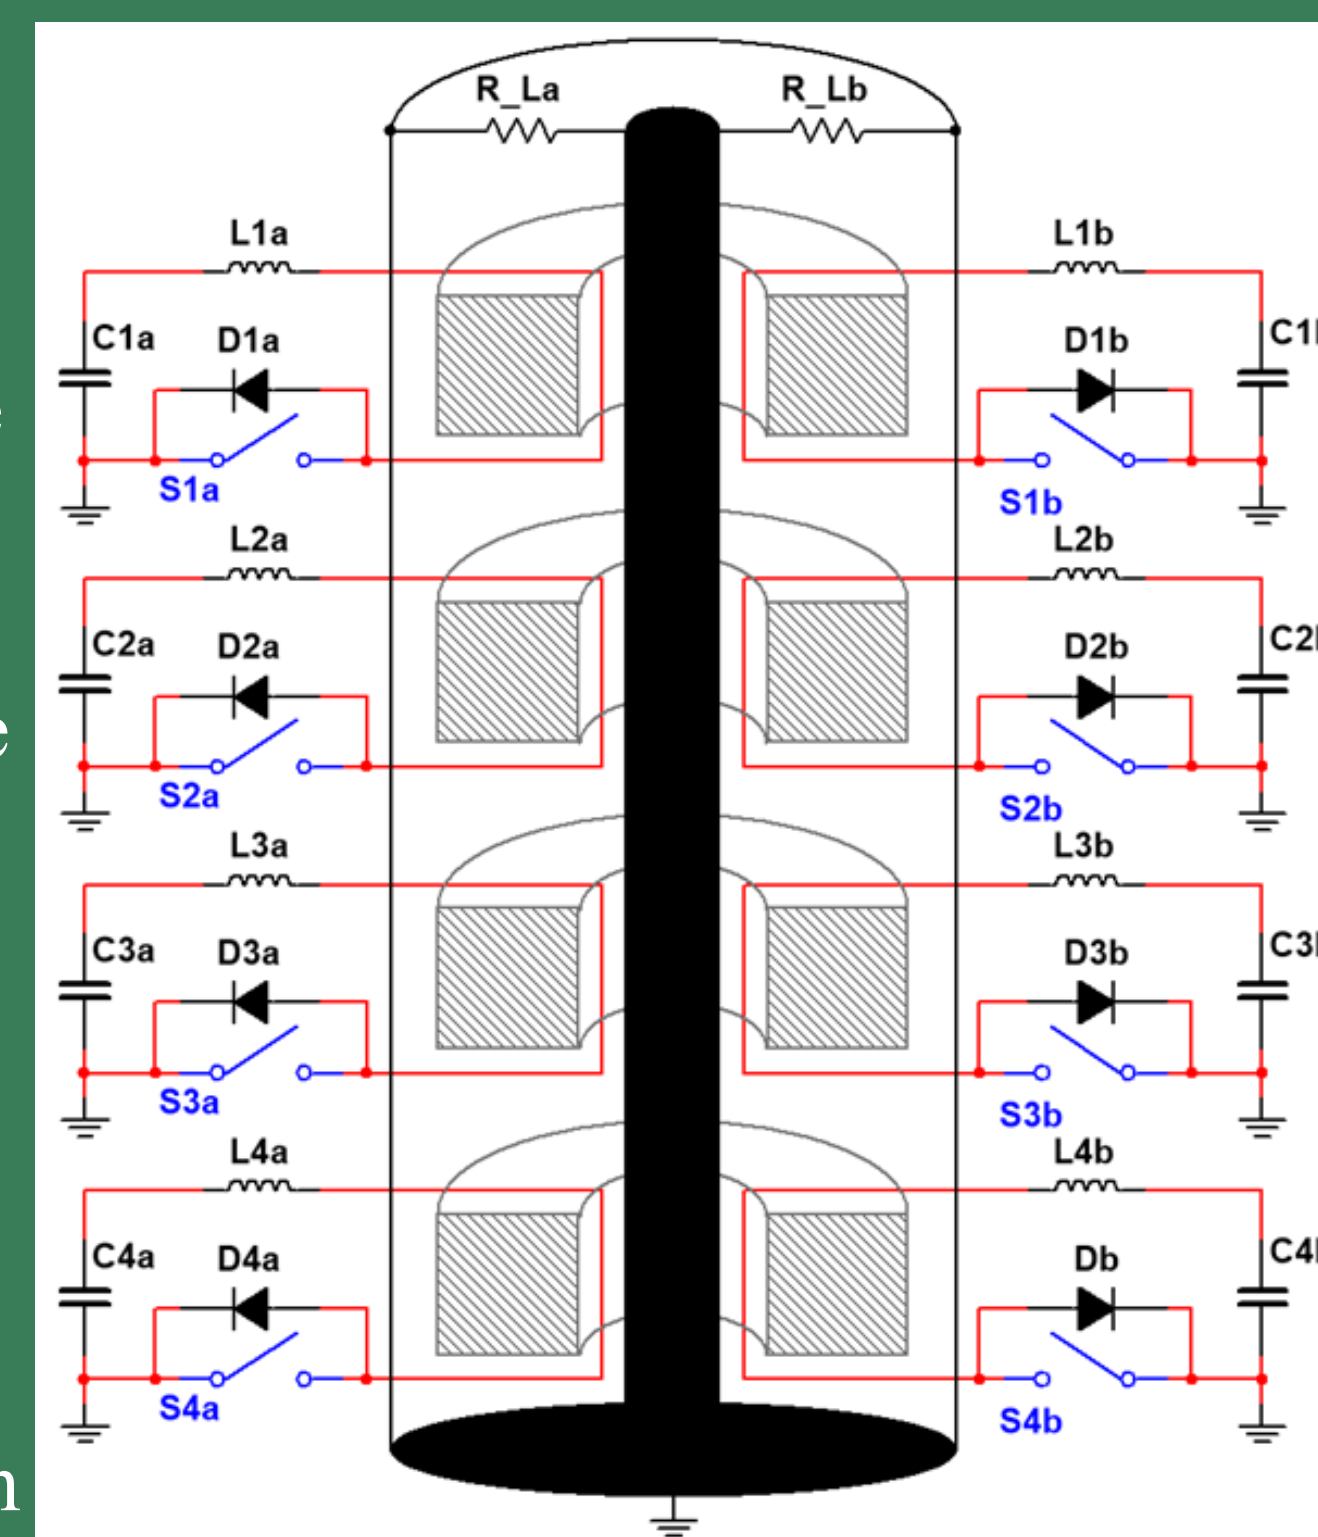 R_La R_Lb
L1a L1b
C1a D1a D1b
S1a S1b
L2a L2b
C2a D2a D2b
S2a S2b
L3a L3b
C3a D3a D3b
S3a S3b
L4a L4b
C4a D4a Db
S4a S4b